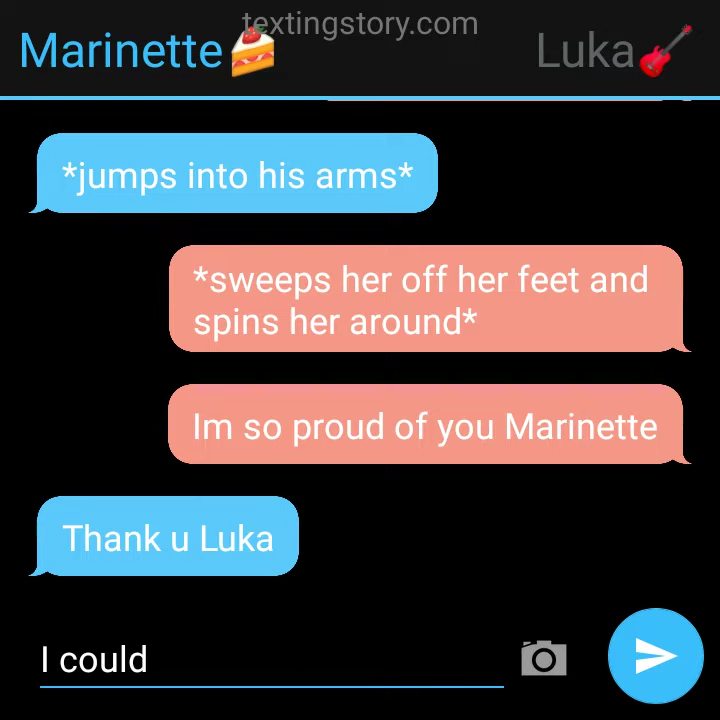 textingstory.com
Marinette🍰 Luka🎸
*jumps into his arms*
*sweeps her off her feet and
spins her around*
Im so proud of you Marinette
Thank u Luka
I could